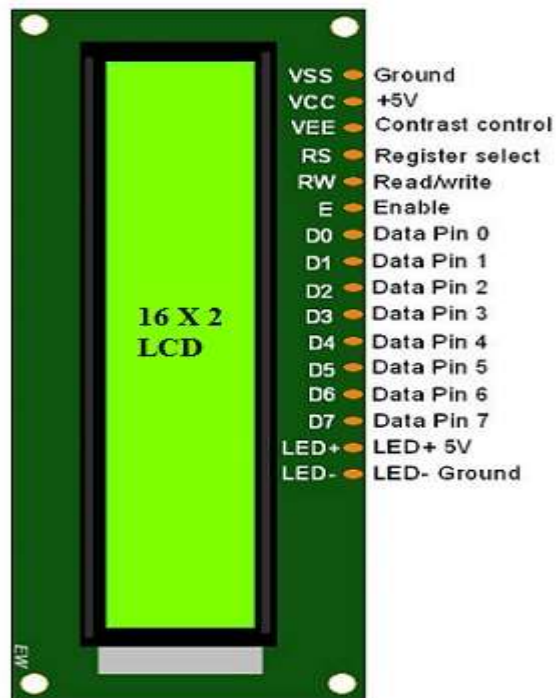 VSS Ground
VCC +5V
VEE Contrast control
RS Register select
RW Read/write
E Enable
D0 Data Pin 0
D1 Data Pin 1
D2 Data Pin 2
D3 Data Pin 3
D4 Data Pin 4
D5 Data Pin 5
D6 Data Pin 6
D7 Data Pin 7
LED+ LED+ 5V
LED- LED- Ground
16 X 2
LCD
EW